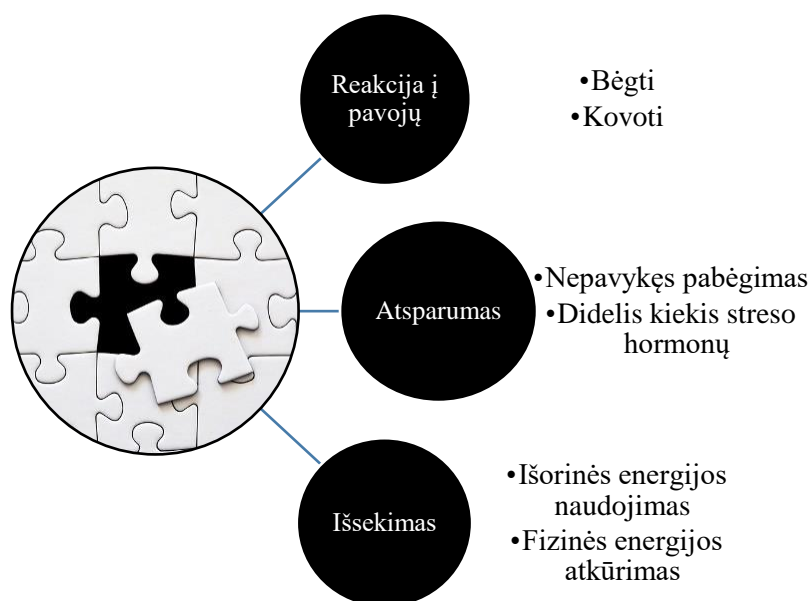 Reakcija į
pavojų
•Bėgti
•Kovoti
Atsparumas
•Nepavykęs pabėgimas
•Didelis kiekis streso
hormonų
Išsekimas
•Išorinės energijos
naudojimas
•Fizinės energijos
atkūrimas